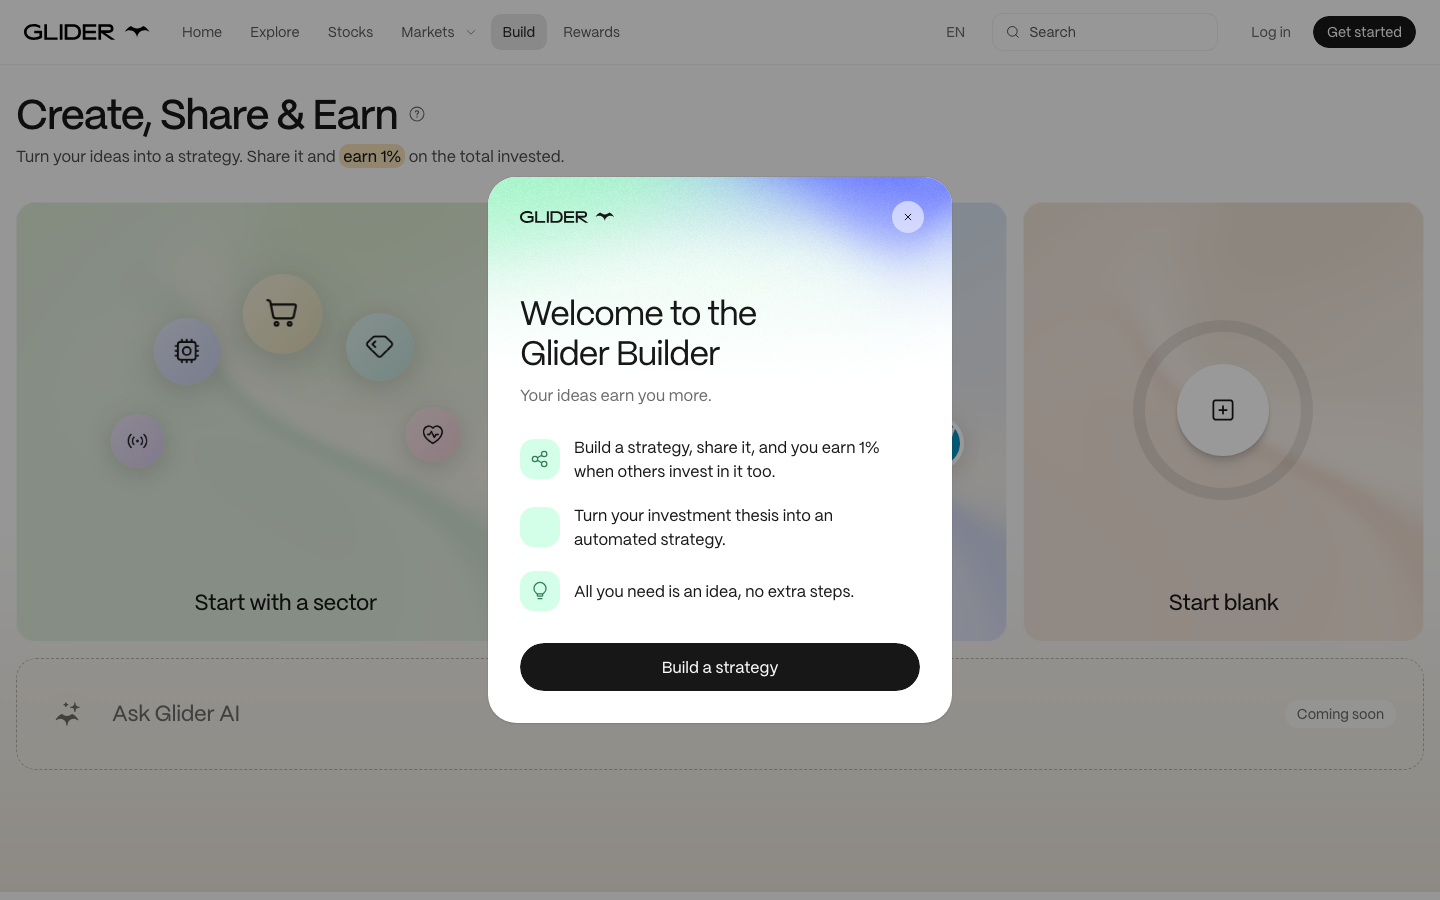 GLIDER
Home
Explore
Stocks
Markets
Build
Rewards
EN
Search
Log in
Get started
Create, Share & Earn
Turn your ideas into a strategy. Share it and earn 1% on the total invested.
GLIDER
Welcome to the
Glider Builder
Your ideas earn you more.
Build a strategy, share it, and you earn 1%
when others invest in it too.
Turn your investment thesis into an
automated strategy.
All you need is an idea, no extra steps.
Build a strategy
Start with a sector
Start blank
Ask Glider AI
Coming soon